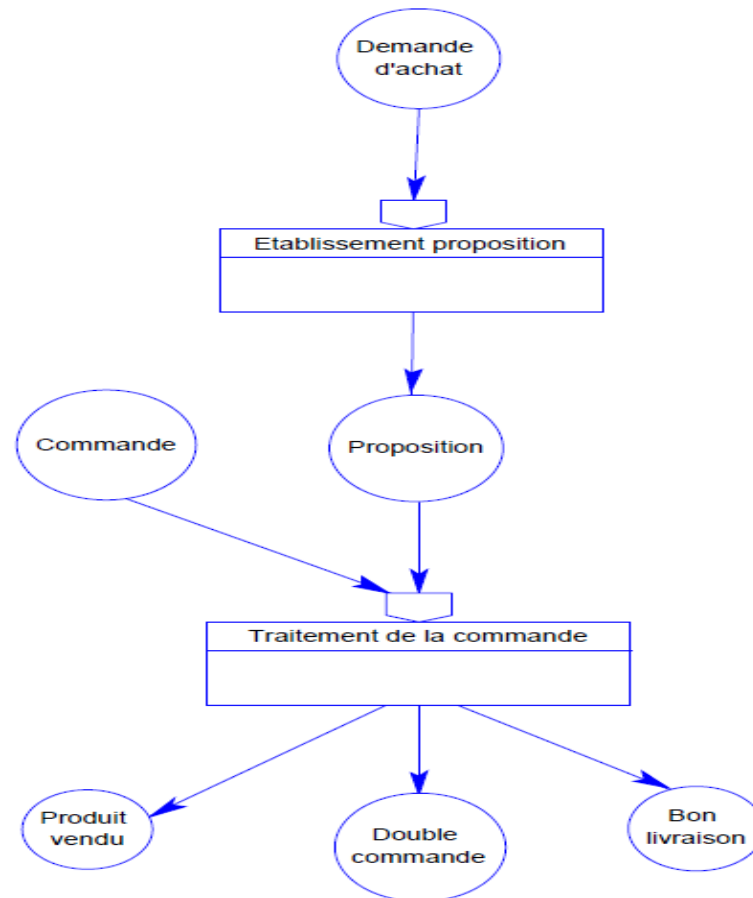 Demande
d'achat
Etablissement proposition
Commande
Proposition
Traitement de la commande
Produit
vendu
Double
commande
Bon
livraison